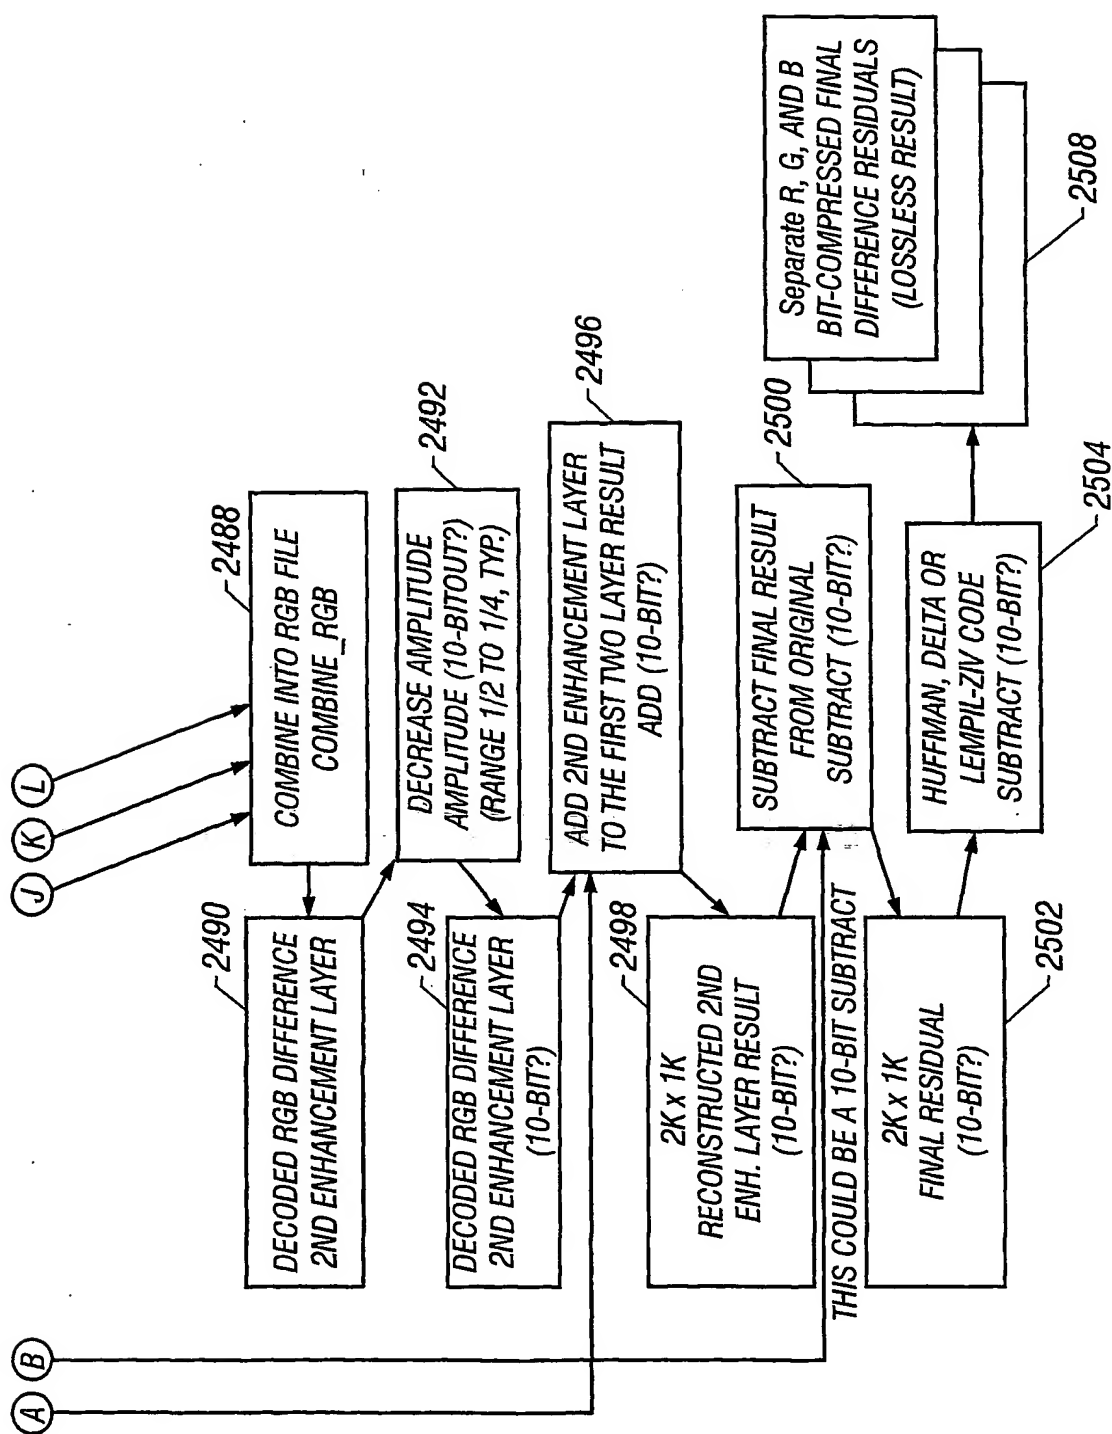 A
B
J
K
L
2488
COMBINE INTO RGB FILE
COMBINE_RGB
2490
DECODED RGB DIFFERENCE
2ND ENHANCEMENT LAYER
2492
DECREASE AMPLITUDE
AMPLITUDE (10-BITOUT?)
(RANGE 1/2 TO 1/4, TYP.)
2494
DECODED RGB DIFFERENCE
2ND ENHANCEMENT LAYER
(10-BIT?)
2496
ADD 2ND ENHANCEMENT LAYER
TO THE FIRST TWO LAYER RESULT
ADD (10-BIT?)
2498
2K x 1K
RECONSTRUCTED 2ND
ENH. LAYER RESULT
(10-BIT?)
2500
SUBTRACT FINAL RESULT
FROM ORIGINAL
SUBTRACT (10-BIT?)
THIS COULD BE A 10-BIT SUBTRACT
2K x 1K
FINAL RESIDUAL
(10-BIT?)
2502
HUFFMAN, DELTA OR
LEMPIL-ZIV CODE
SUBTRACT (10-BIT?)
2504
Separate R, G, AND B
BIT-COMPRESSED FINAL
DIFFERENCE RESIDUALS
(LOSSLESS RESULT)
2508